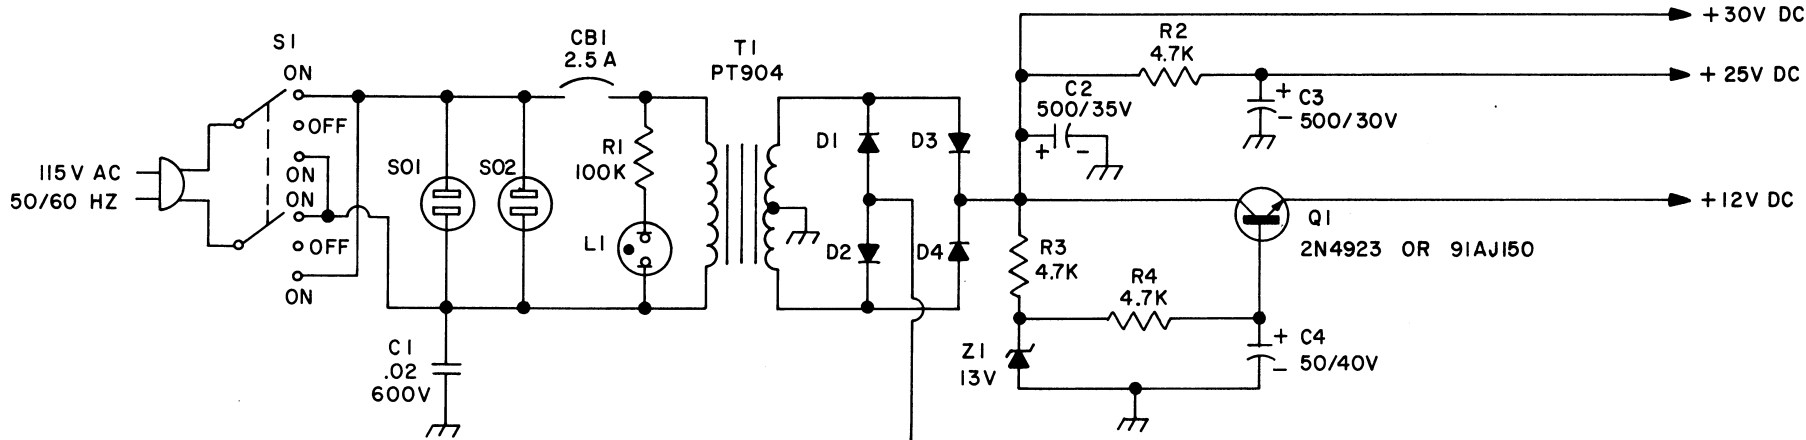 S1
ON
OFF
ON
ON
OFF
ON
115V AC
50/60 HZ
SO1
SO2
CB1
2.5 A
R1
100K
L1
C1
.02
600V
T1
PT904
D1
D2
D3
D4
C2
500/35V
+ -
R2
4.7K
+ C3
- 500/30V
R3
4.7K
R4
4.7K
Z1
13V
+ C4
- 50/40V
Q1
2N4923 OR 91AJ150
+30V DC
+25V DC
+12V DC